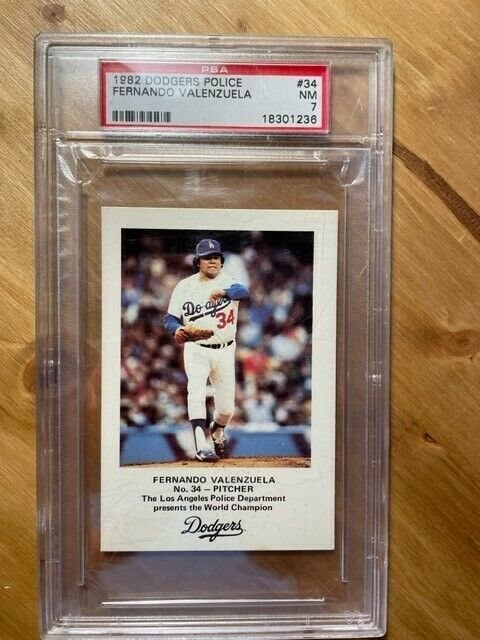 PSA
1982 DODGERS POLICE #34
FERNANDO VALENZUELA NM
7
18301236
LA
Dodgers
34
FERNANDO VALENZUELA
No. 34 – PITCHER
The Los Angeles Police Department
presents the World Champion
Dodgers